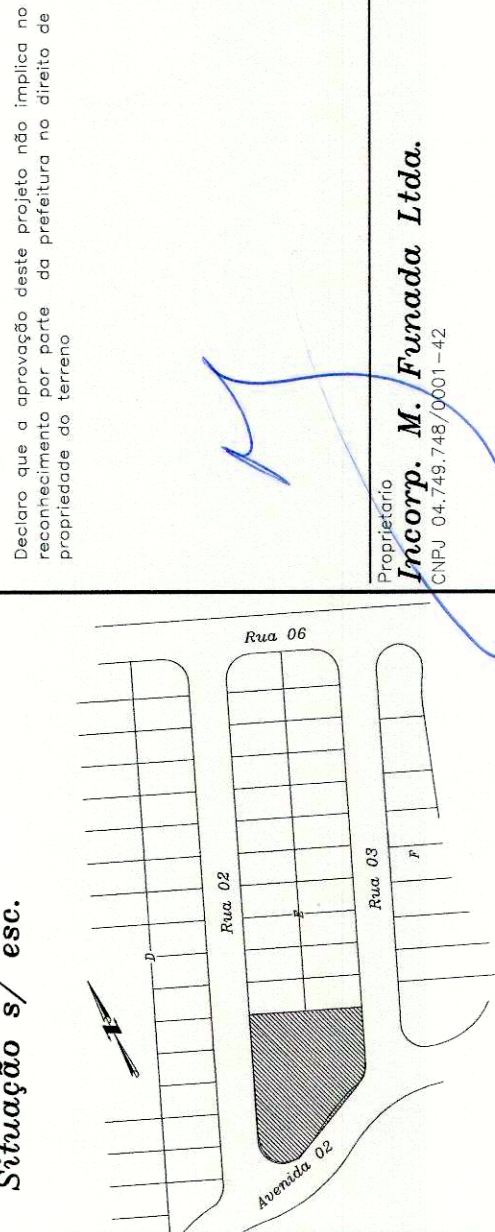 Situação s/ esc.
D
Rua 02
Rua 06
E
Rua 03
F
Avenida 02
Declaro que a aprovação deste projeto não implica no
reconhecimento por parte da prefeitura no direito de
propriedade do terreno
Proprietario
Incorp. M. Funada Ltda.
CNPJ 04.749.748/0001-42